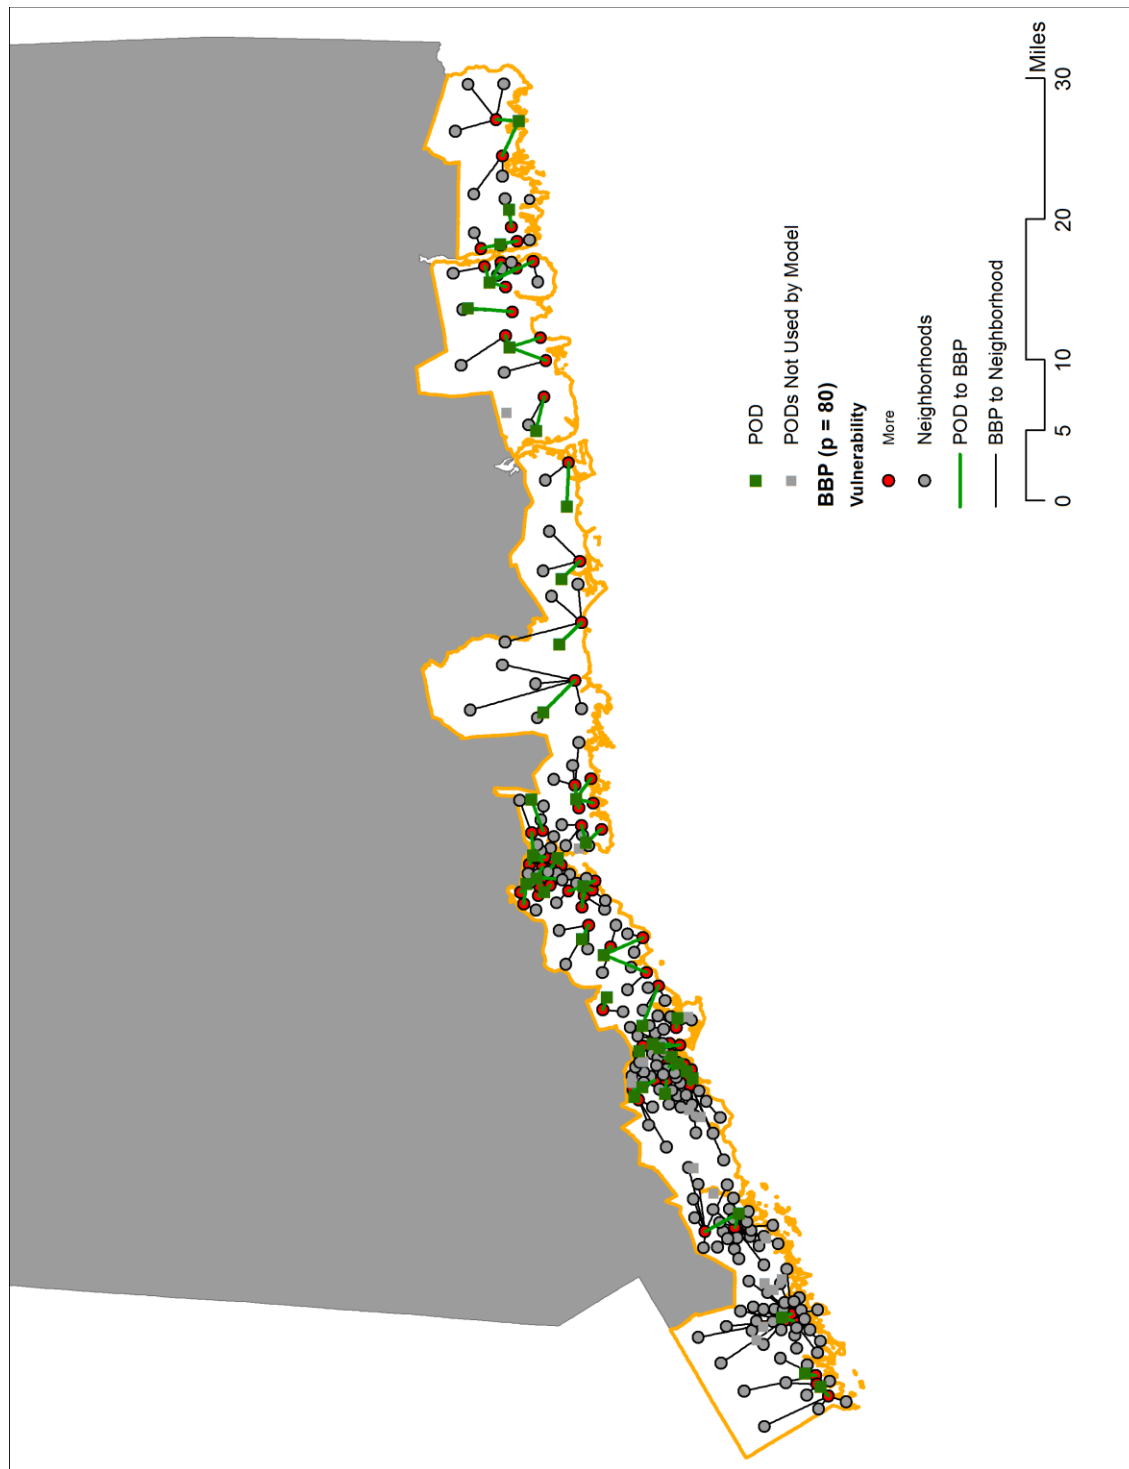 POD
PODs Not Used by Model
BBP (p = 80)
Vulnerability
More
Neighborhoods
POD to BBP
BBP to Neighborhood
0 5 10 20 30
Miles